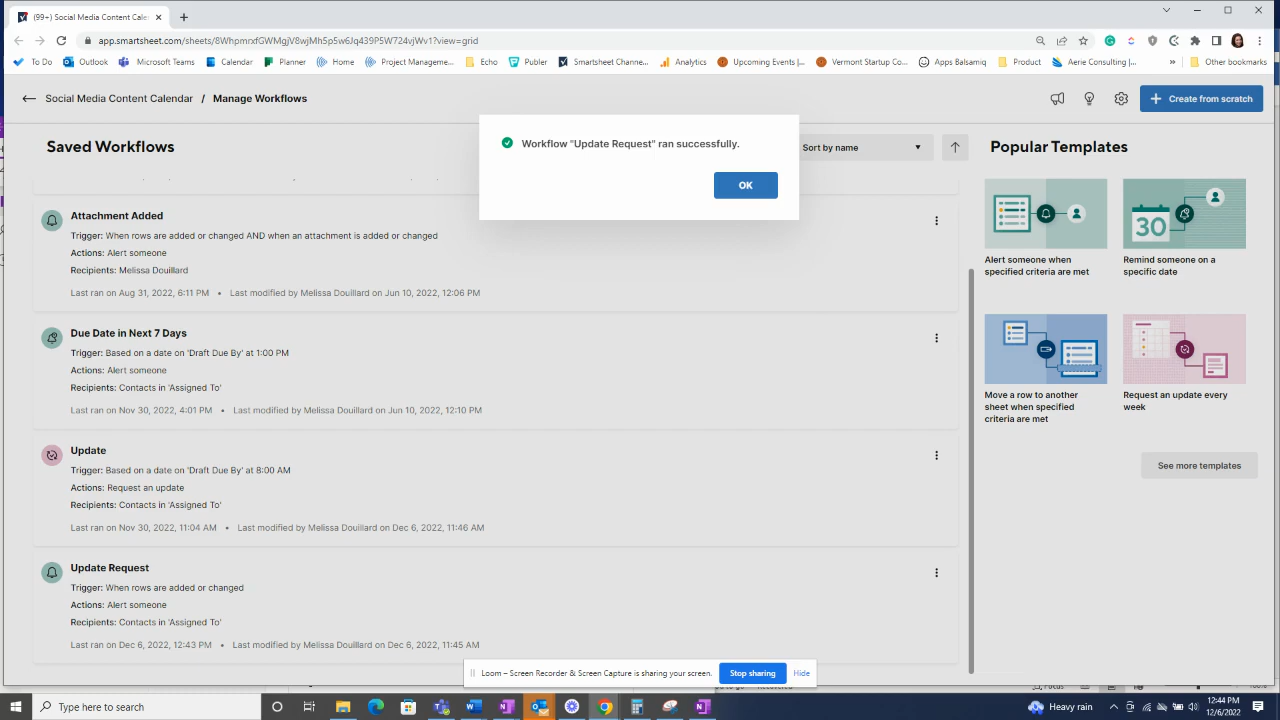 (99+) Social Media Content Cale
app.smartsheet.com/sheets/8WhpmrxfGWMgjV8wjMh5p5w6Jq439P5W724vjWv1?view=grid
To Do Outlook Microsoft Teams Calendar Planner Home Project Manageme... Echo Publer Smartsheet Channe... Analytics Upcoming Events |... Vermont Startup Co... Apps Balsamiq Product Aerie Consulting |... » Other bookmarks
Social Media Content Calendar / Manage Workflows
Create from scratch
Workflow "Update Request" ran successfully.
OK
Saved Workflows
Sort by name
Popular Templates
Attachment Added
Trigger: When rows are added or changed AND when an attachment is added or changed
Actions: Alert someone
Recipients: Melissa Douillard
Last ran on Aug 31, 2022, 6:11 PM • Last modified by Melissa Douillard on Jun 10, 2022, 12:06 PM
Due Date in Next 7 Days
Trigger: Based on a date on 'Draft Due By' at 1:00 PM
Actions: Alert someone
Recipients: Contacts in 'Assigned To'
Last ran on Nov 30, 2022, 4:01 PM • Last modified by Melissa Douillard on Jun 10, 2022, 12:10 PM
Update
Trigger: Based on a date on 'Draft Due By' at 8:00 AM
Actions: Request an update
Recipients: Contacts in 'Assigned To'
Last ran on Nov 30, 2022, 11:04 AM • Last modified by Melissa Douillard on Dec 6, 2022, 11:46 AM
Update Request
Trigger: When rows are added or changed
Actions: Alert someone
Recipients: Contacts in 'Assigned To'
Last ran on Dec 6, 2022, 12:43 PM • Last modified by Melissa Douillard on Dec 6, 2022, 11:45 AM
30
Alert someone when
specified criteria are met
Remind someone on a
specific date
Move a row to another
sheet when specified
criteria are met
Request an update every
week
See more templates
Loom – Screen Recorder & Screen Capture is sharing your screen.
Stop sharing
Hide
Type here to search
Heavy rain
12:44 PM
12/6/2022